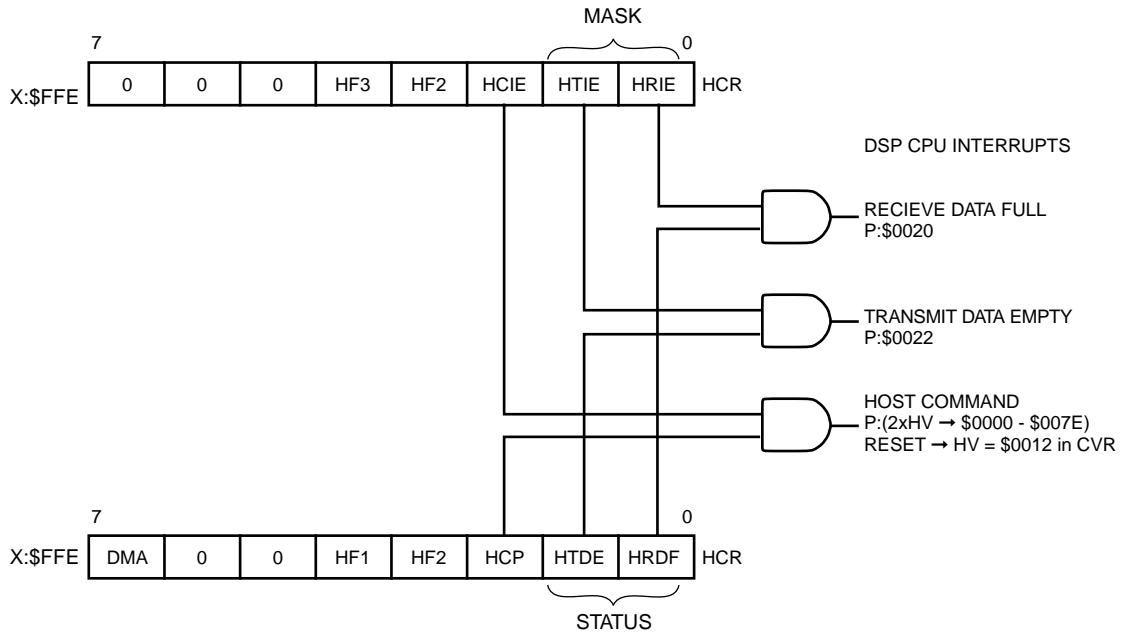 MASK
7 0
X:$FFE 0 0 0 HF3 HF2 HCIE HTIE HRIE HCR
DSP CPU INTERRUPTS
RECIEVE DATA FULL
P:$0020
TRANSMIT DATA EMPTY
P:$0022
HOST COMMAND
P:(2xHV → $0000 - $007E)
RESET → HV = $0012 in CVR
7 0
X:$FFE DMA 0 0 HF1 HF2 HCP HTDE HRDF HCR
STATUS